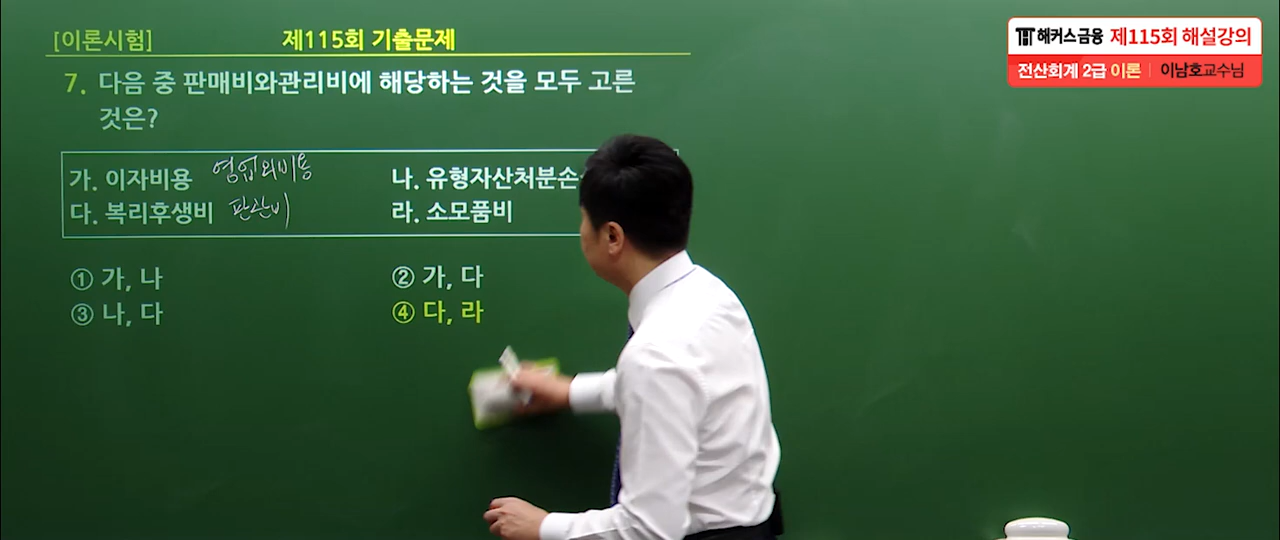 [이론시험] 제115회 기출문제
해커스금융 제115회 해설강의
전산회계 2급 이론 | 이남호교수님
7. 다음 중 판매비와관리비에 해당하는 것을 모두 고른
것은?
가. 이자비용 영업외비용 나. 유형자산처분손
다. 복리후생비 판관비 라. 소모품비
① 가, 나 ② 가, 다
③ 나, 다 ④ 다, 라